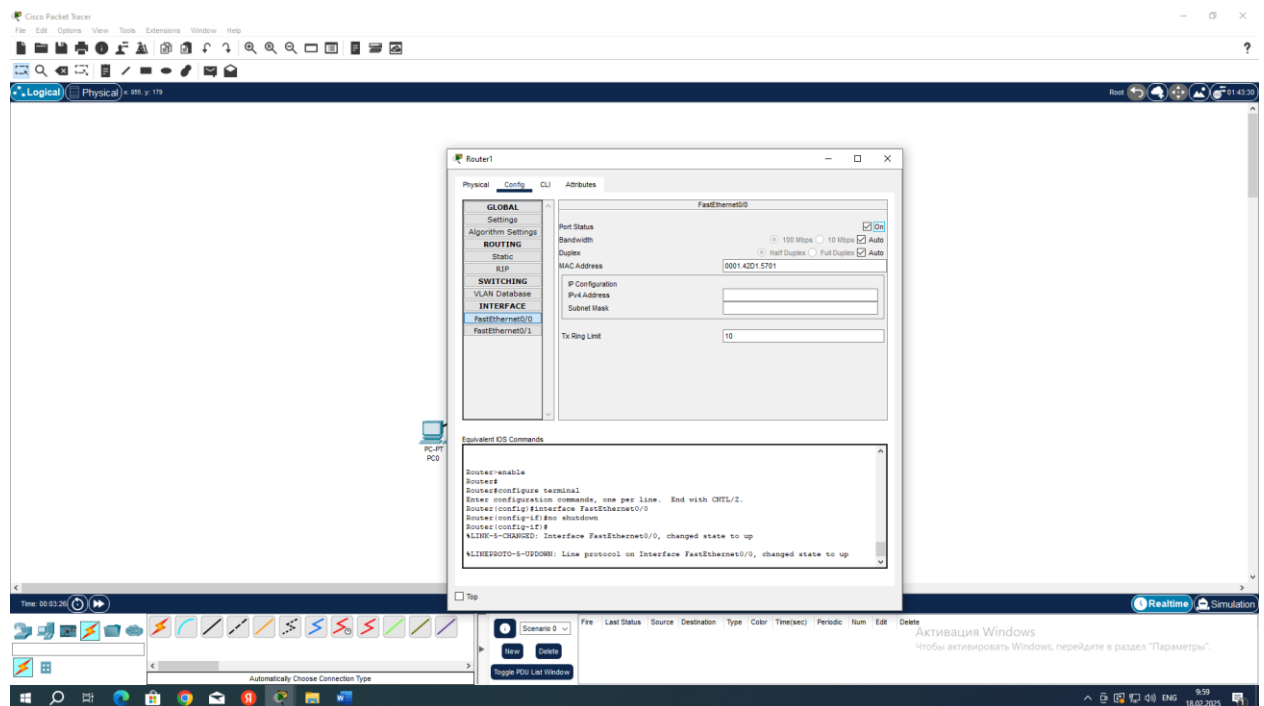 Cisco Packet Tracer
File Edit Options View Tools Extensions Window Help
?
Logical Physical x: 855, y: 179 Root 01:43:30
Router1
Physical Config CLI Attributes
GLOBAL
Settings
Algorithm Settings
ROUTING
Static
RIP
SWITCHING
VLAN Database
INTERFACE
FastEthernet0/0
FastEthernet0/1
FastEthernet0/0
Port Status On
Bandwidth 100 Mbps 10 Mbps Auto
Duplex Half Duplex Full Duplex Auto
MAC Address 0001.42D1.5701
IP Configuration
IPv4 Address
Subnet Mask
Tx Ring Limit 10
PC-PT
PC0
Equivalent IOS Commands
Router>enable
Router#
Router#configure terminal
Enter configuration commands, one per line. End with CNTL/Z.
Router(config)#interface FastEthernet0/0
Router(config-if)#no shutdown
Router(config-if)#
%LINK-5-CHANGED: Interface FastEthernet0/0, changed state to up
%LINEPROTO-5-UPDOWN: Line protocol on Interface FastEthernet0/0, changed state to up
Top
Time: 00:03:26 Realtime Simulation
Scenario 0
New Delete
Toggle PDU List Window
Fire Last Status Source Destination Type Color Time(sec) Periodic Num Edit Delete
Активация Windows
Чтобы активировать Windows, перейдите в раздел "Параметры".
Automatically Choose Connection Type
ENG
9:59
18.02.2025